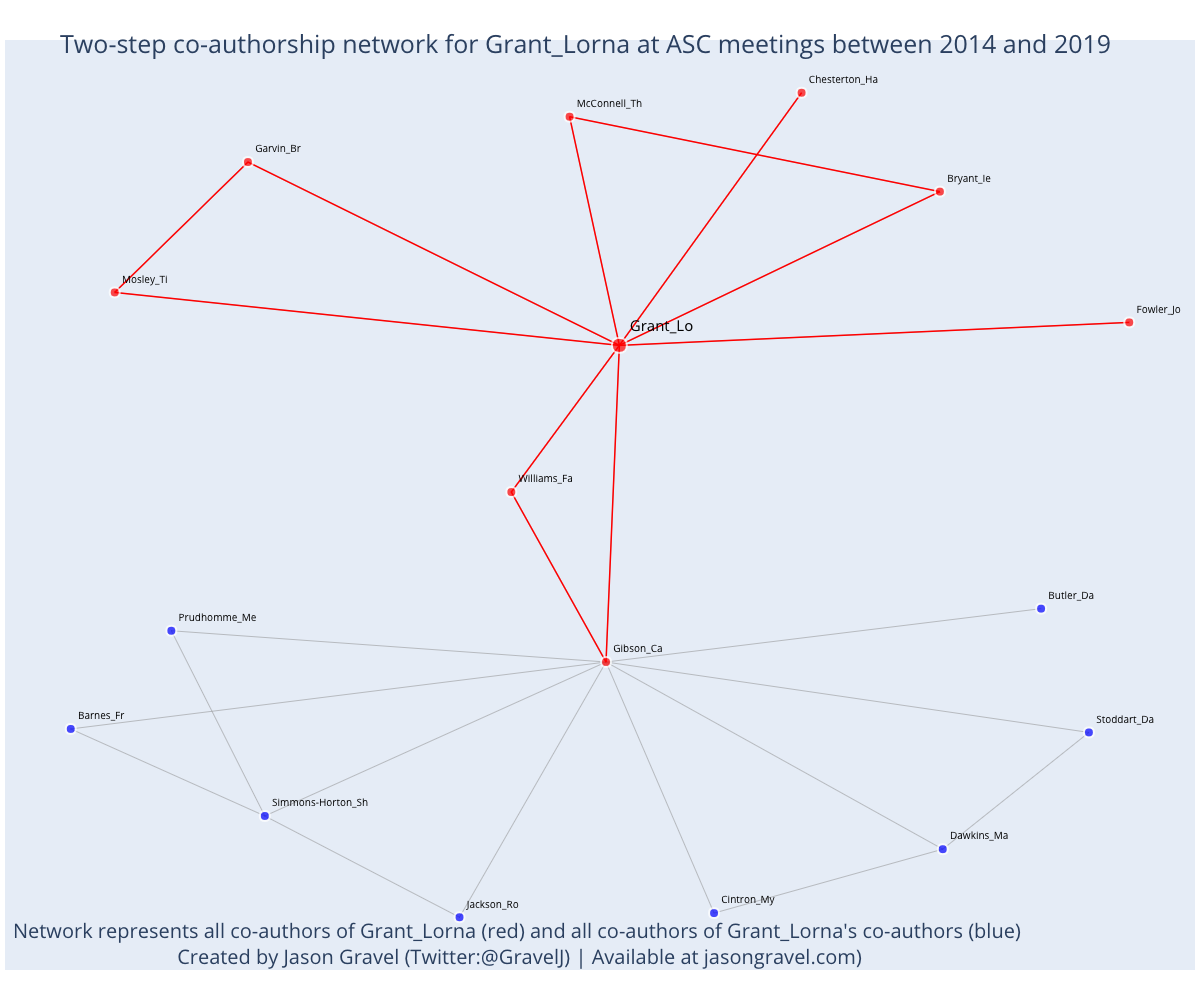 Two-step co-authorship network for Grant_Lorna at ASC meetings between 2014 and 2019
Chesterton_Ha
McConnell_Th
Garvin_Br
Bryant_Ie
Mosley_Ti
Fowler_Jo
Grant_Lo
Williams_Fa
Butler_Da
Prudhomme_Me
Gibson_Ca
Barnes_Fr
Stoddart_Da
Simmons-Horton_Sh
Dawkins_Ma
Cintron_My
Jackson_Ro
Network represents all co-authors of Grant_Lorna (red) and all co-authors of Grant_Lorna's co-authors (blue)
Created by Jason Gravel (Twitter:@GravelJ) | Available at jasongravel.com)